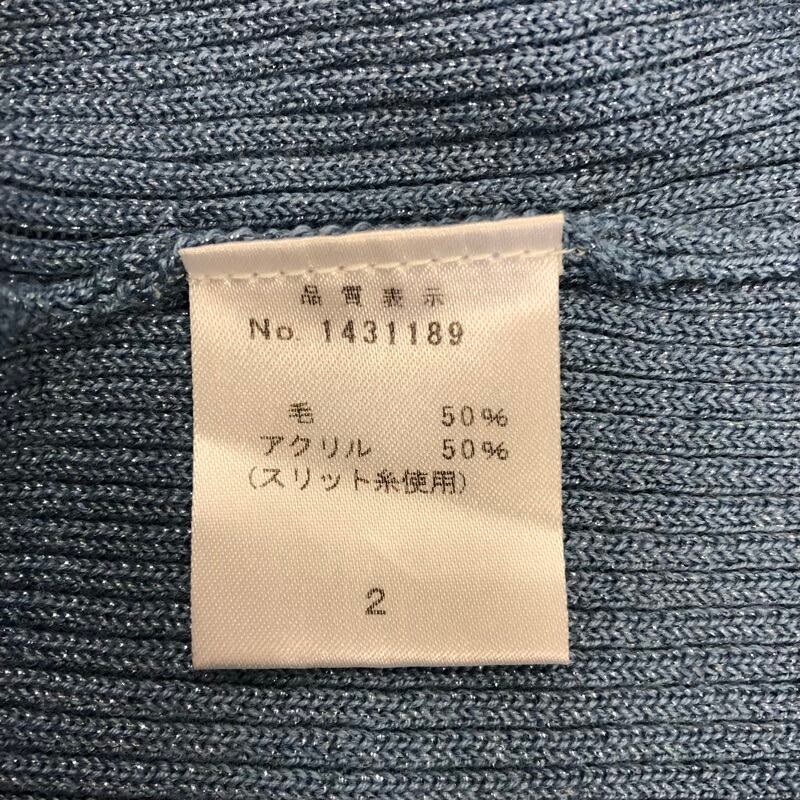 品質表示
No. 1431189
毛 50%
アクリル 50%
(スリット糸使用)
2